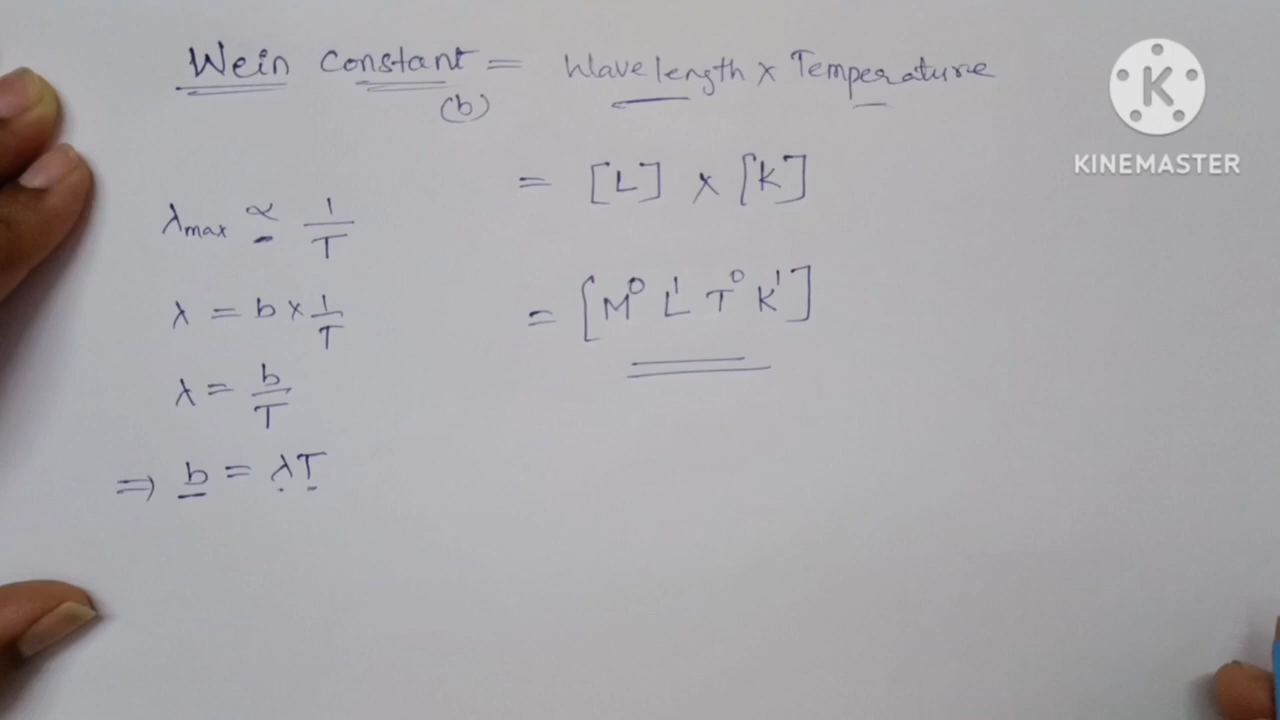 Wein Constant = Wavelength x Temperature
(b)
= [L] x [K]
λmax ∝ 1/T
= [M⁰ L¹ T⁰ K¹]
λ = b x 1/T
λ = b/T
⇒ b = λT
K
KINEMASTER